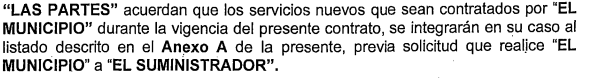 “LAS PARTES” acuerdan que los servicios nuevos que sean contratados por “EL
MUNICIPIO” durante la vigencia del presente contrato, se integrarán en su caso al
listado descrito en el Anexo A de la presente, previa solicitud que realice “EL
MUNICIPIO” a “EL SUMINISTRADOR”.